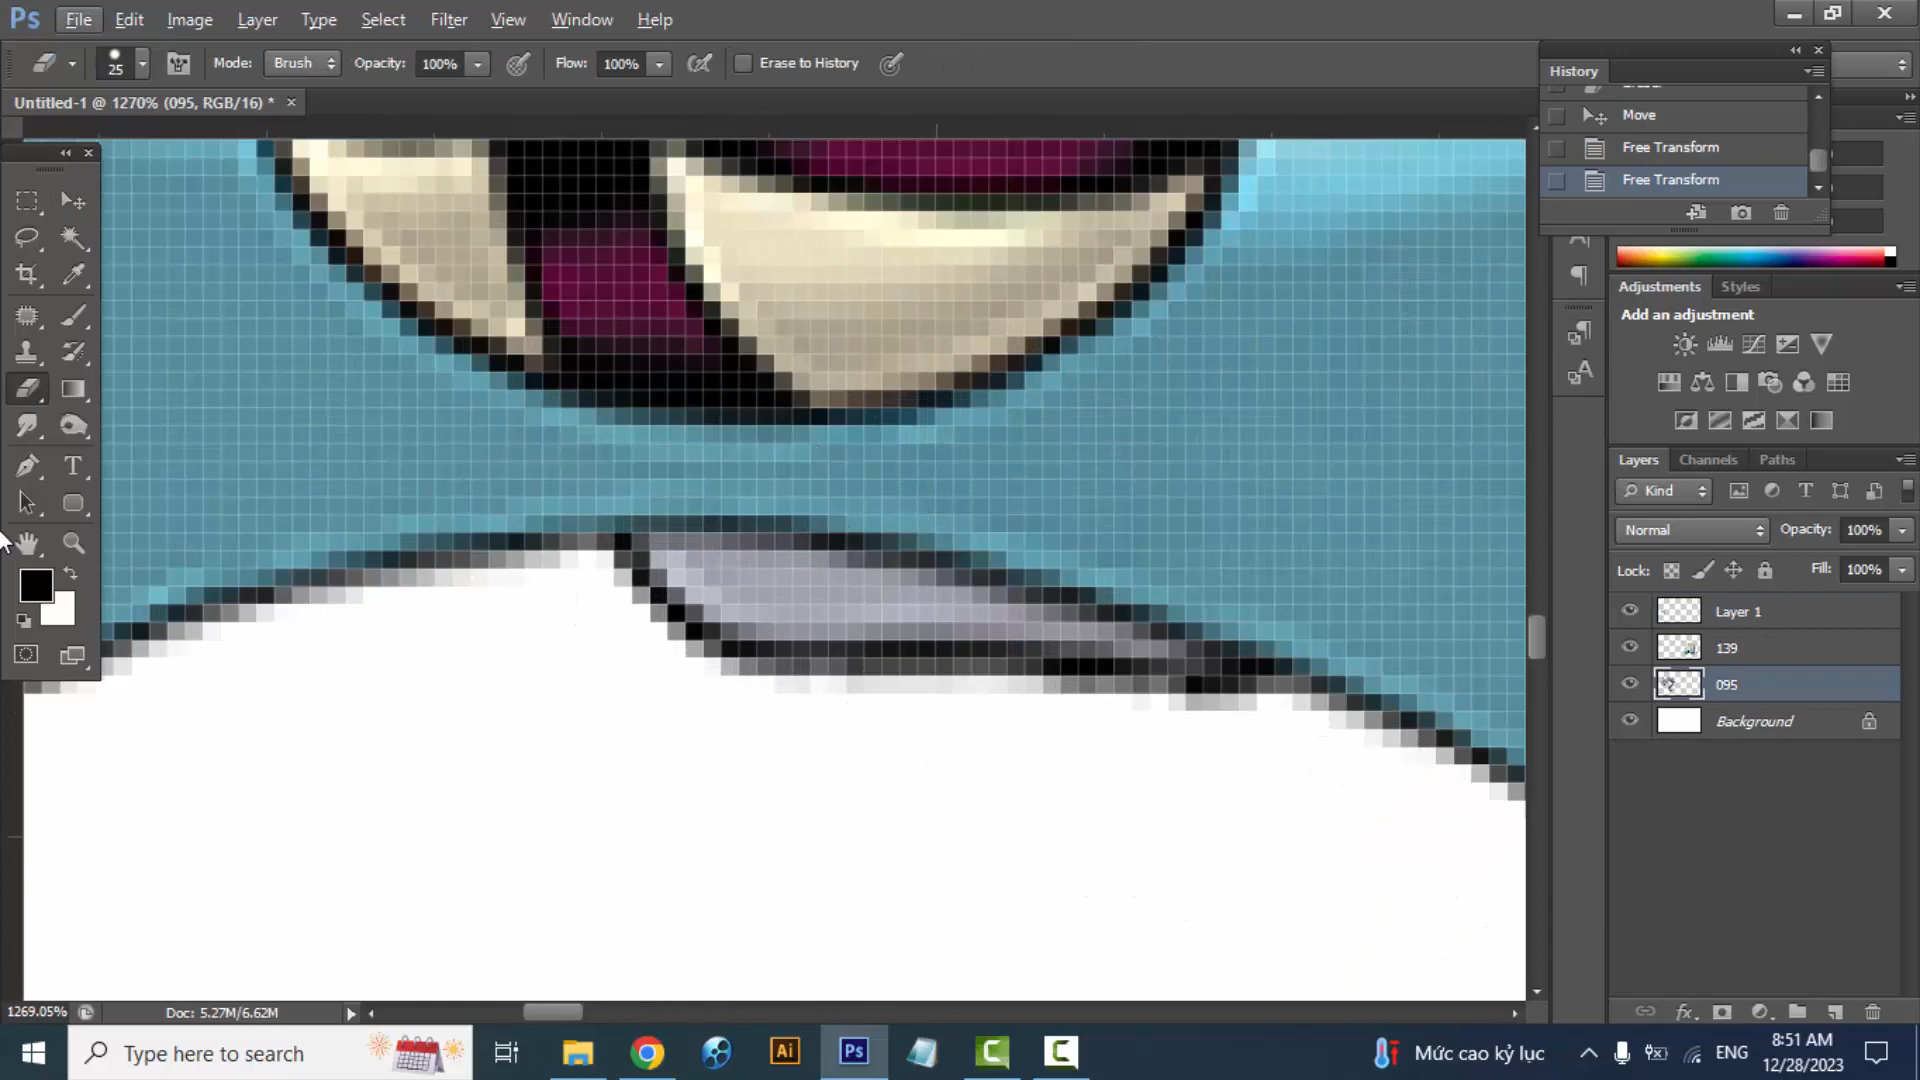 Ps File Edit Image Layer Type Select Filter View Window Help
25 Mode: Brush Opacity: 100% Flow: 100% Erase to History
Untitled-1 @ 1270% (095, RGB/16) * ×
History
Move
Free Transform
Free Transform
Adjustments Styles
Add an adjustment
Layers Channels Paths
Kind
Normal Opacity: 100%
Lock: Fill: 100%
Layer 1
139
095
Background
1269.05% Doc: 5.27M/6.62M
Type here to search
Ai Ps
Mức cao kỷ lục
ENG
8:51 AM
12/28/2023